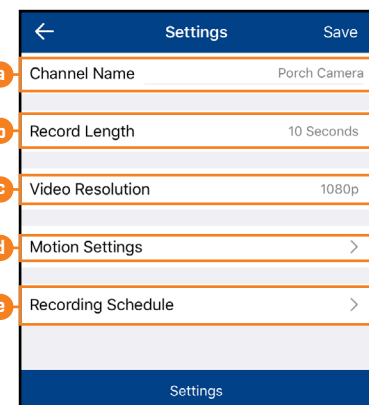 Settings Save
a Channel Name Porch Camera
b Record Length 10 Seconds
c Video Resolution 1080p
d Motion Settings
e Recording Schedule
Settings